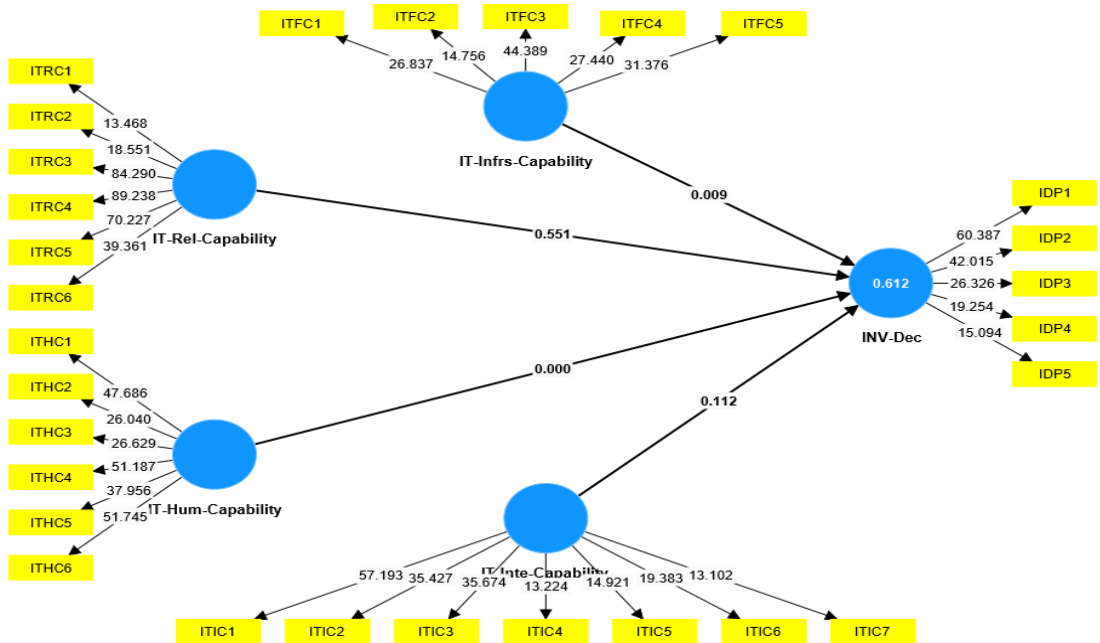 ITFC1 ITFC2 ITFC3 ITFC4 ITFC5
26.837 14.756 44.389 27.440 31.376
IT-Infrs-Capability
ITRC1
ITRC2
ITRC3
ITRC4
ITRC5
ITRC6
13.468
18.551
84.290
89.238
70.227
39.361
IT-Rel-Capability
0.009
0.551
0.000
0.112
0.612
INV-Dec
IDP1
IDP2
IDP3
IDP4
IDP5
60.387
42.015
26.326
19.254
15.094
ITHC1
ITHC2
ITHC3
ITHC4
ITHC5
ITHC6
47.686
26.040
26.629
51.187
37.956
51.745
IT-Hum-Capability
IT-Inte-Capability
57.193 35.427 35.674 13.224 14.921 19.383 13.102
ITIC1 ITIC2 ITIC3 ITIC4 ITIC5 ITIC6 ITIC7